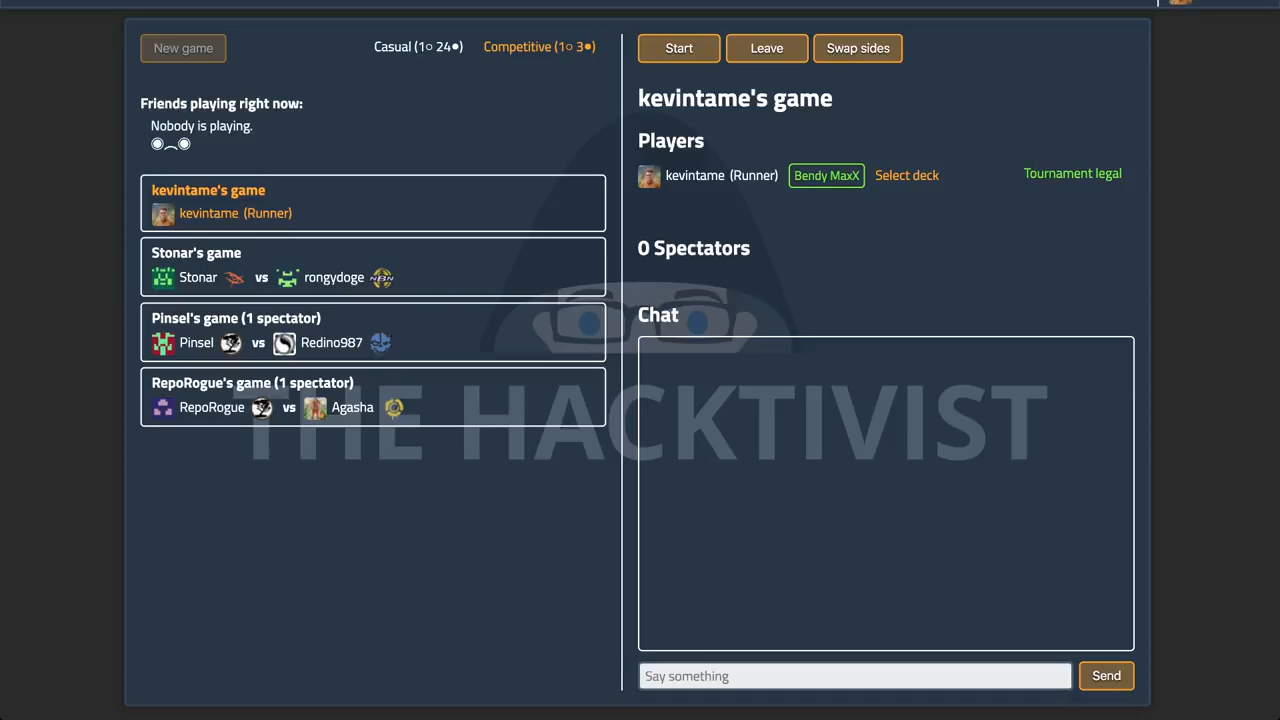 New game
Casual (1○ 24●) Competitive (1○ 3●)
Friends playing right now:
Nobody is playing.
◉︵◉
kevintame's game
kevintame (Runner)
Stonar's game
Stonar vs rongydoge NBN
Pinsel's game (1 spectator)
Pinsel vs Redino987
RepoRogue's game (1 spectator)
RepoRogue vs Agasha
Start Leave Swap sides
kevintame's game
Players
kevintame (Runner) Bendy MaxX Select deck Tournament legal
0 Spectators
Chat
Say something
Send
THE HACKTIVIST